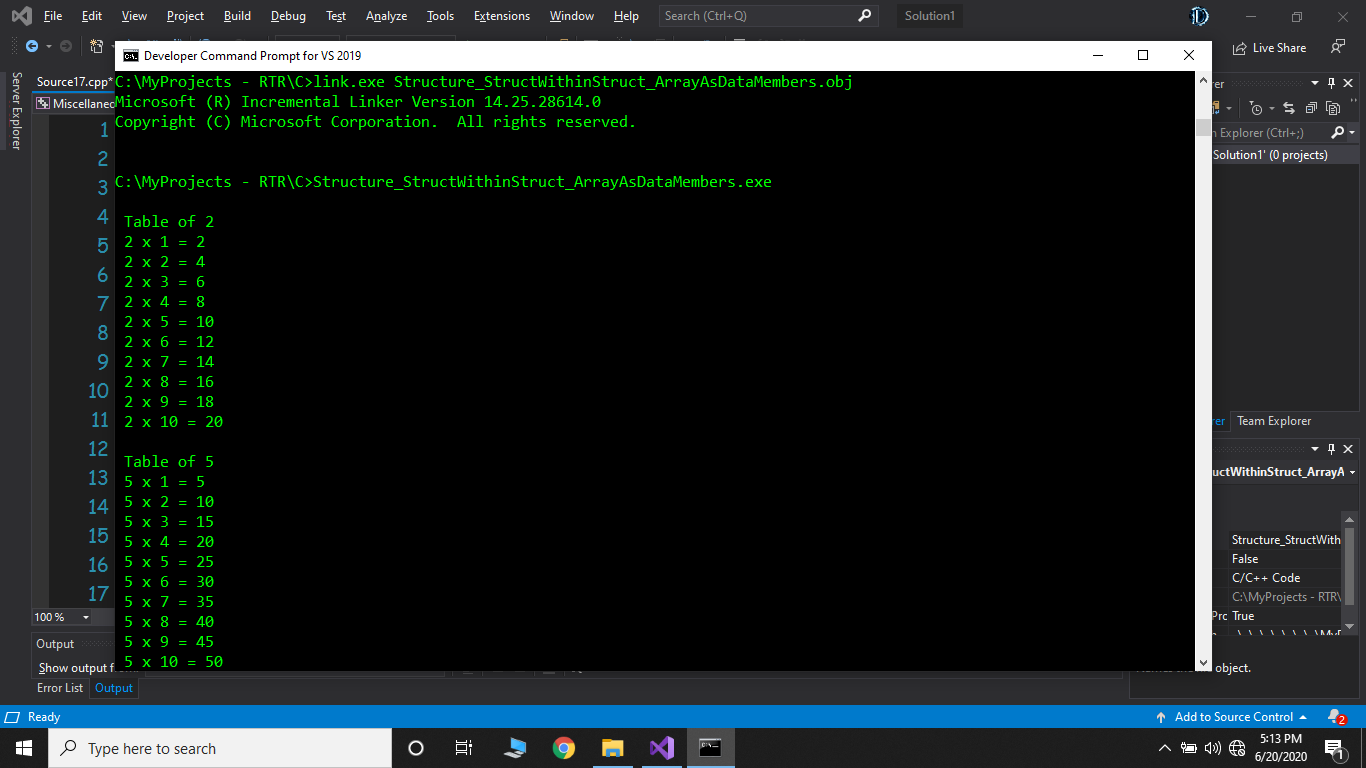 File Edit View Project Build Debug Test Analyze Tools Extensions Window Help Search (Ctrl+Q) Solution1
Live Share
Server Explorer
Source17.cpp*
Miscellaneo
1
2
3
4
5
6
7
8
9
10
11
12
13
14
15
16
17
100 %
Developer Command Prompt for VS 2019
C:\MyProjects - RTR\C>link.exe Structure_StructWithinStruct_ArrayAsDataMembers.obj
Microsoft (R) Incremental Linker Version 14.25.28614.0
Copyright (C) Microsoft Corporation.  All rights reserved.
C:\MyProjects - RTR\C>Structure_StructWithinStruct_ArrayAsDataMembers.exe
Table of 2
2 x 1 = 2
2 x 2 = 4
2 x 3 = 6
2 x 4 = 8
2 x 5 = 10
2 x 6 = 12
2 x 7 = 14
2 x 8 = 16
2 x 9 = 18
2 x 10 = 20
Table of 5
5 x 1 = 5
5 x 2 = 10
5 x 3 = 15
5 x 4 = 20
5 x 5 = 25
5 x 6 = 30
5 x 7 = 35
5 x 8 = 40
5 x 9 = 45
5 x 10 = 50
rer
n Explorer (Ctrl+;)
Solution1' (0 projects)
rer Team Explorer
uctWithinStruct_ArrayA
Structure_StructWith
False
C/C++ Code
C:\MyProjects - RTR\
Prc True
object.
Output
Show output
Error List Output
Ready
Add to Source Control
2
Type here to search
5:13 PM
6/20/2020
1